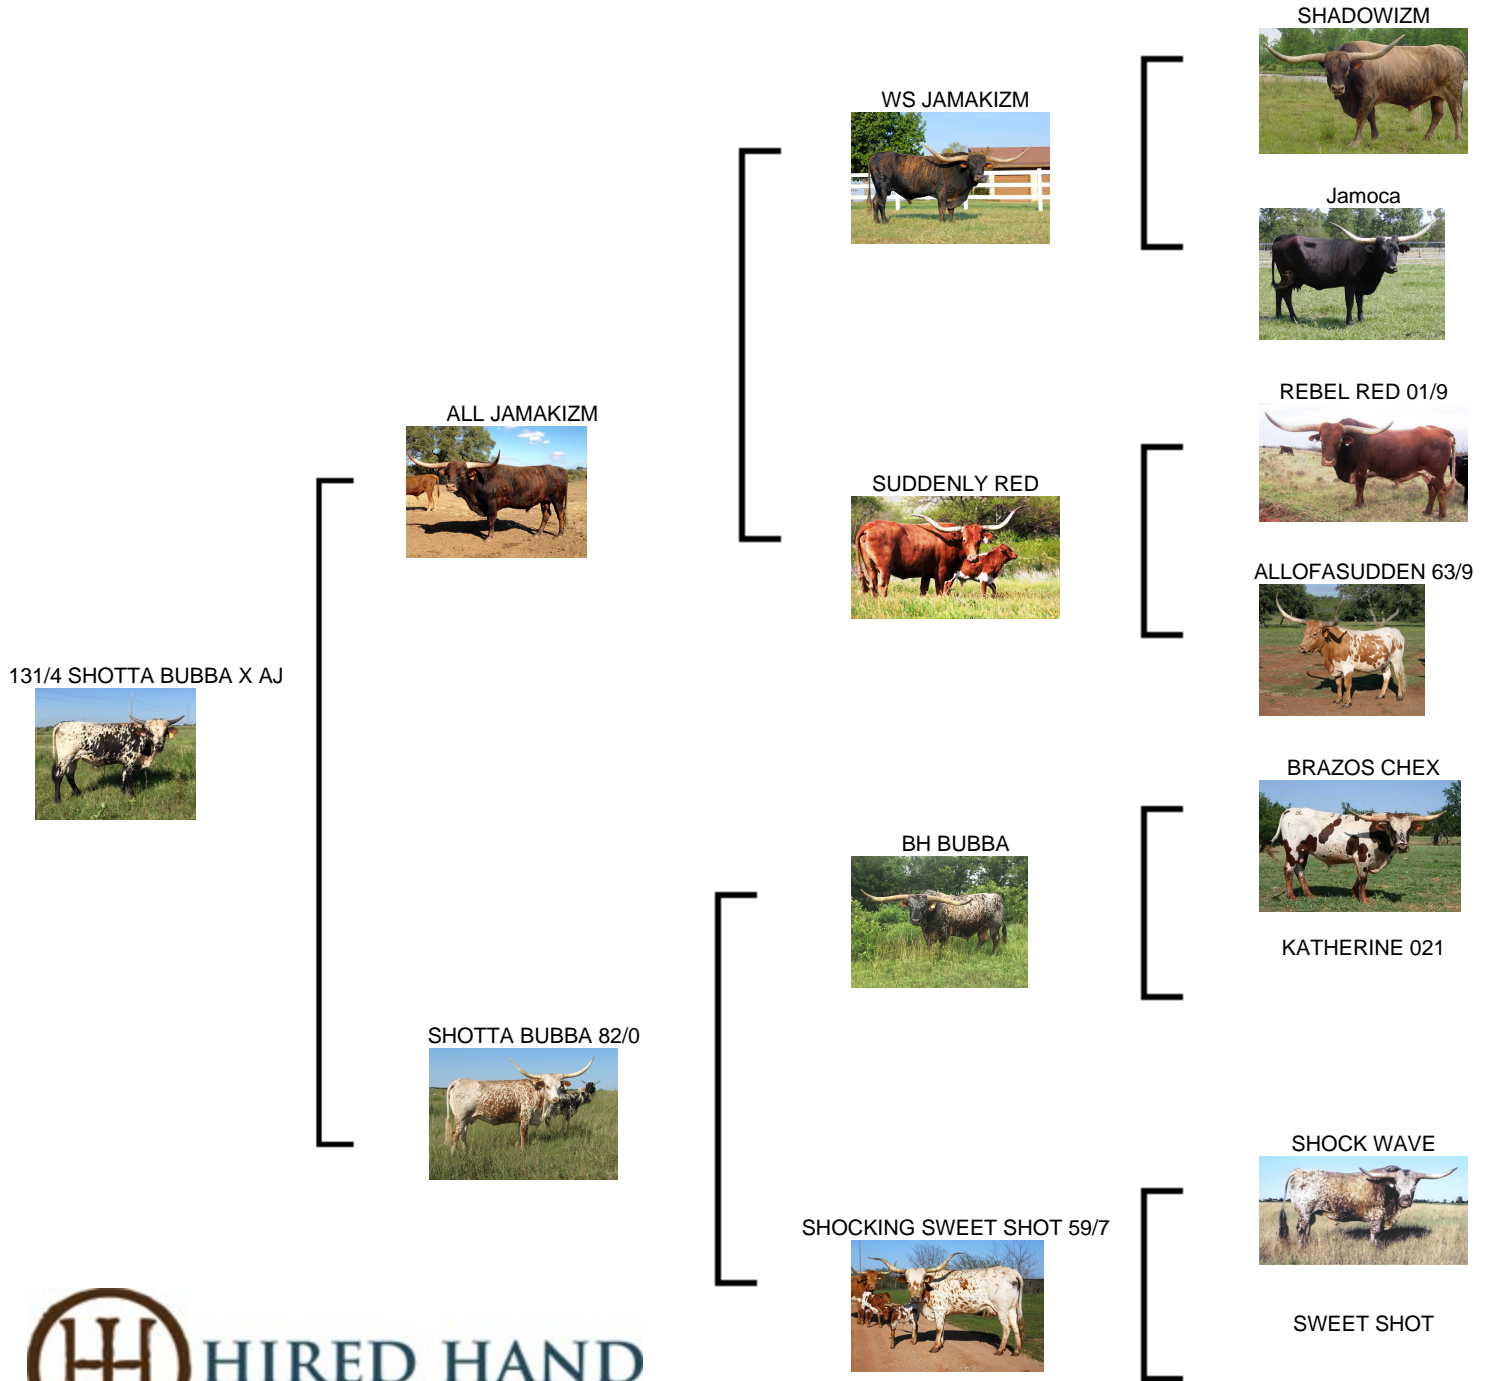 SHADOWIZM
WS JAMAKIZM
Jamoca
REBEL RED 01/9
ALL JAMAKIZM
SUDDENLY RED
ALLOFASUDDEN 63/9
131/4 SHOTTA BUBBA X AJ
BRAZOS CHEX
BH BUBBA
KATHERINE 021
SHOTTA BUBBA 82/0
SHOCK WAVE
SHOCKING SWEET SHOT 59/7
SWEET SHOT
HIRED HAND